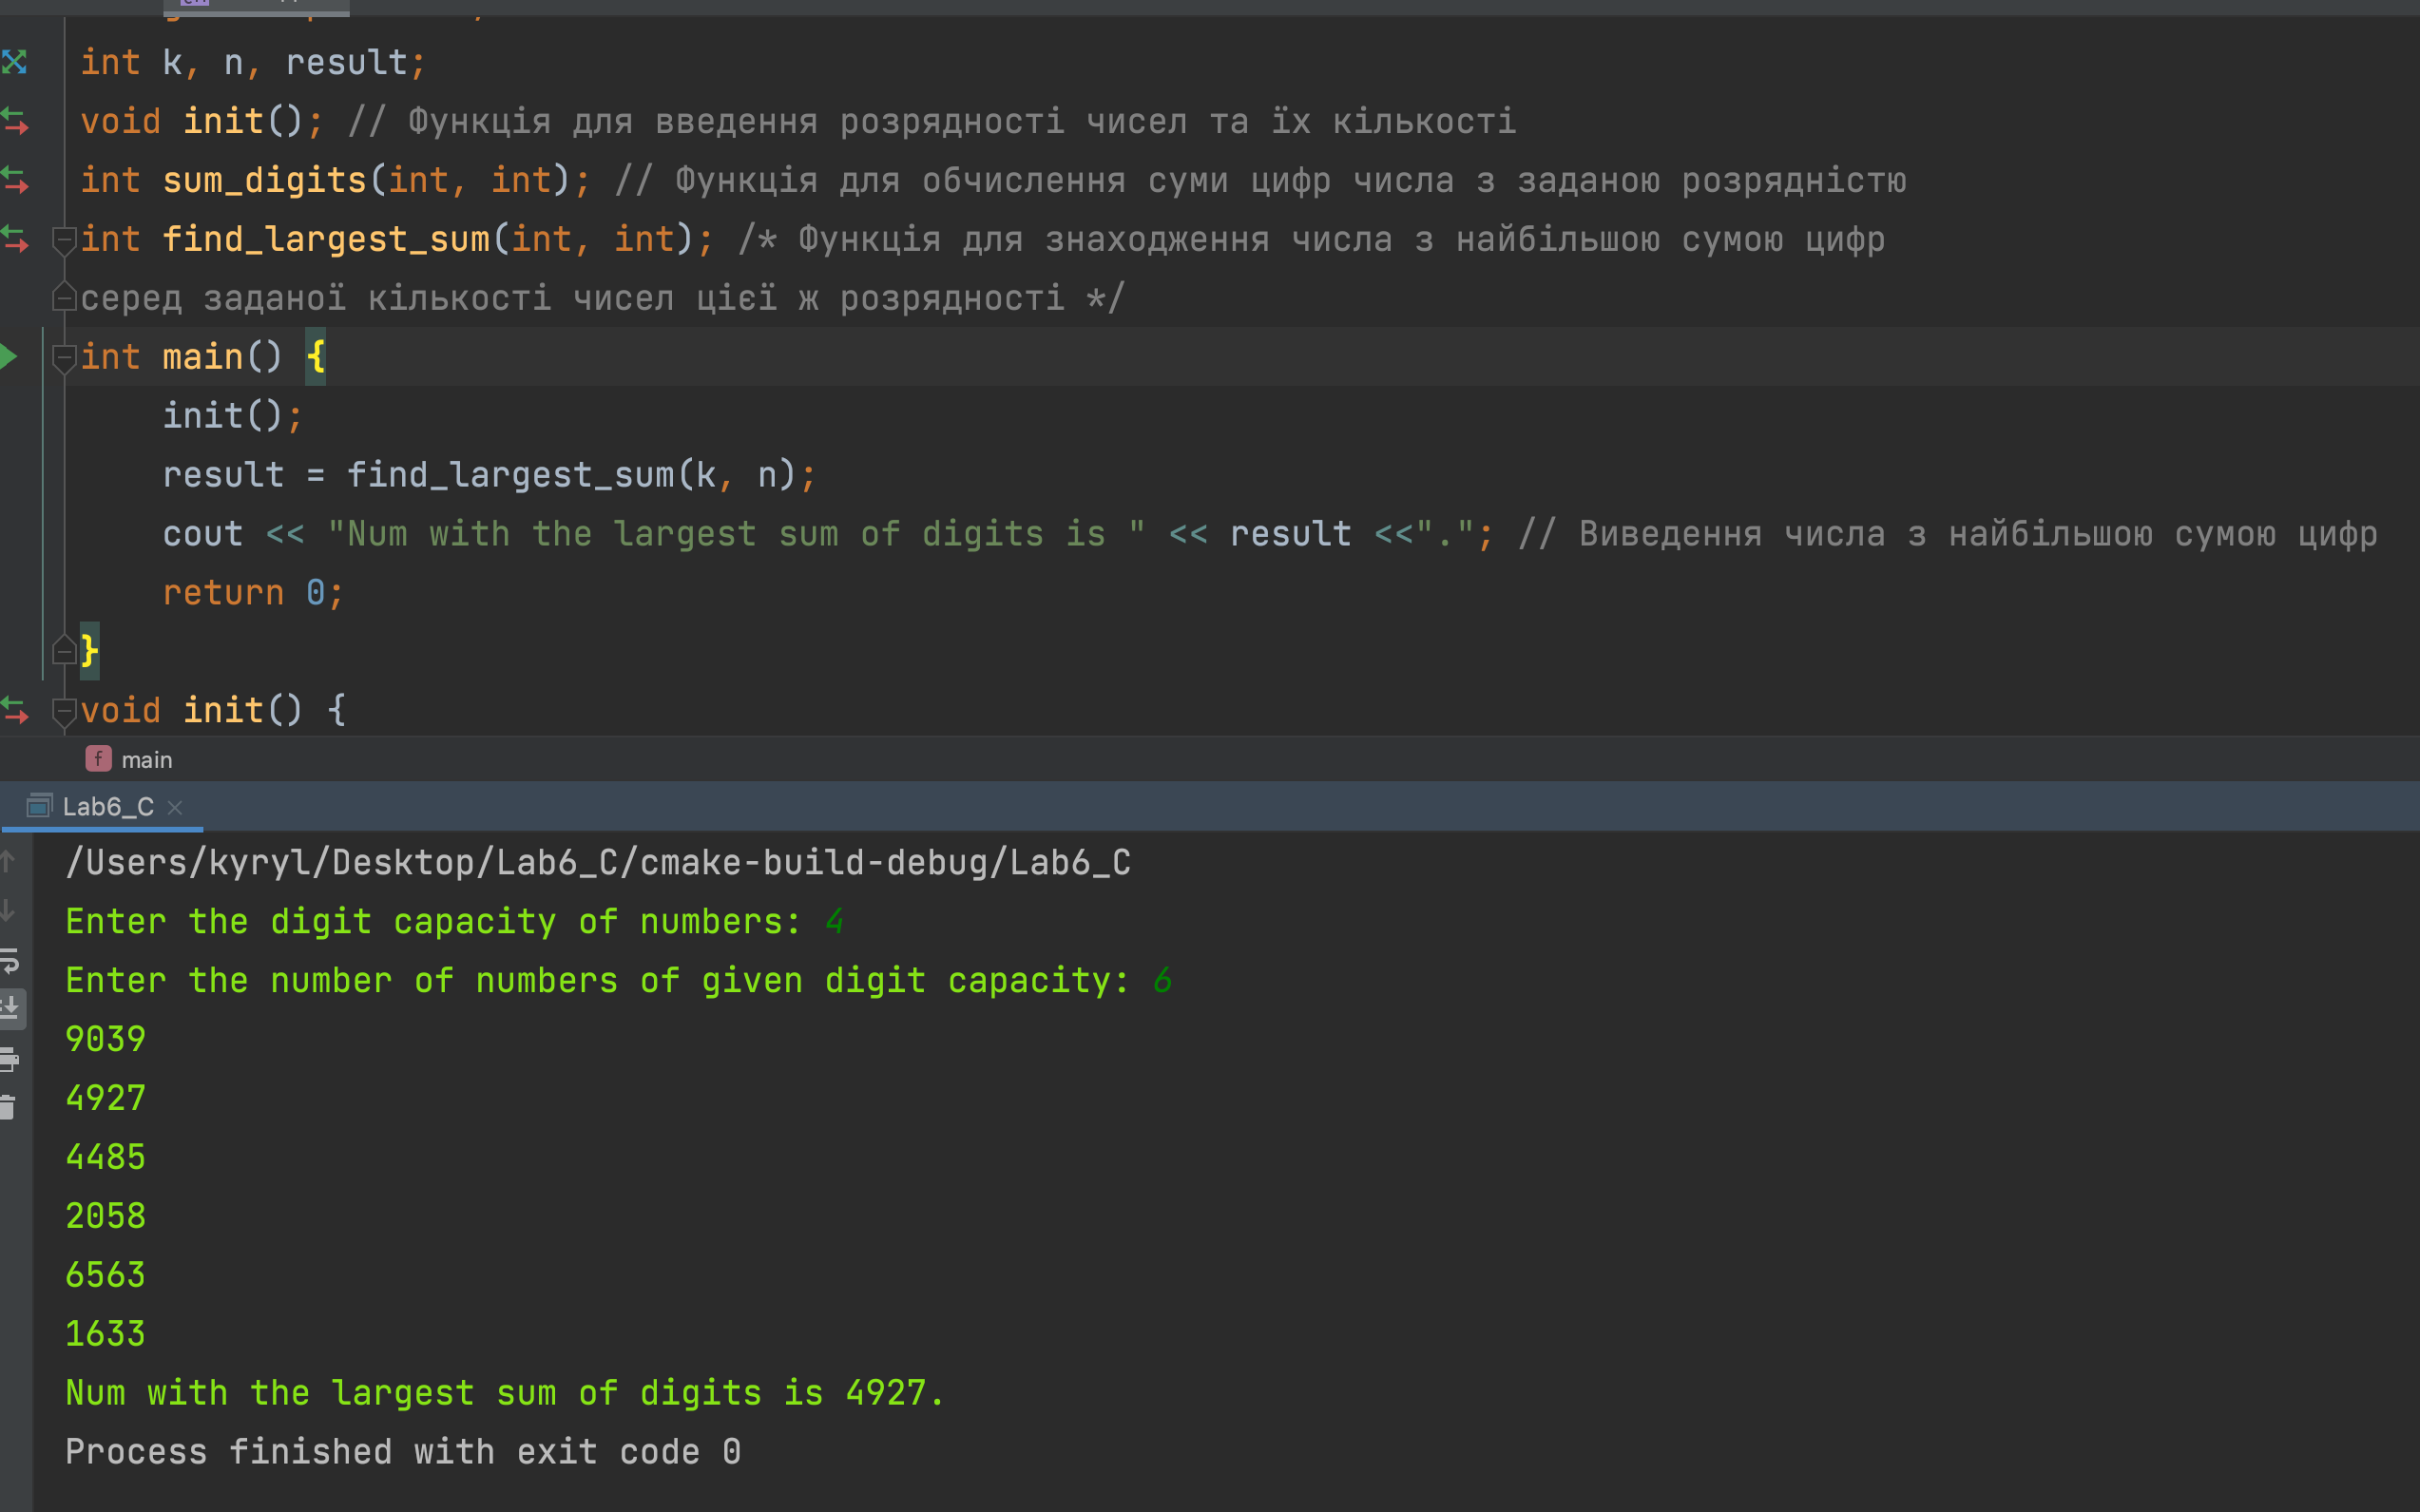 int k, n, result;
void init(); // Функція для введення розрядності чисел та їх кількості
int sum_digits(int, int); // Функція для обчислення суми цифр числа з заданою розрядністю
int find_largest_sum(int, int); /* Функція для знаходження числа з найбільшою сумою цифр
серед заданої кількості чисел цієї ж розрядності */
int main() {
init();
result = find_largest_sum(k, n);
cout << "Num with the largest sum of digits is " << result <<"."; // Виведення числа з найбільшою сумою цифр
return 0;
}
void init() {
f main
Lab6_C
/Users/kyryl/Desktop/Lab6_C/cmake-build-debug/Lab6_C
Enter the digit capacity of numbers: 4
Enter the number of numbers of given digit capacity: 6
9039
4927
4485
2058
6563
1633
Num with the largest sum of digits is 4927.
Process finished with exit code 0